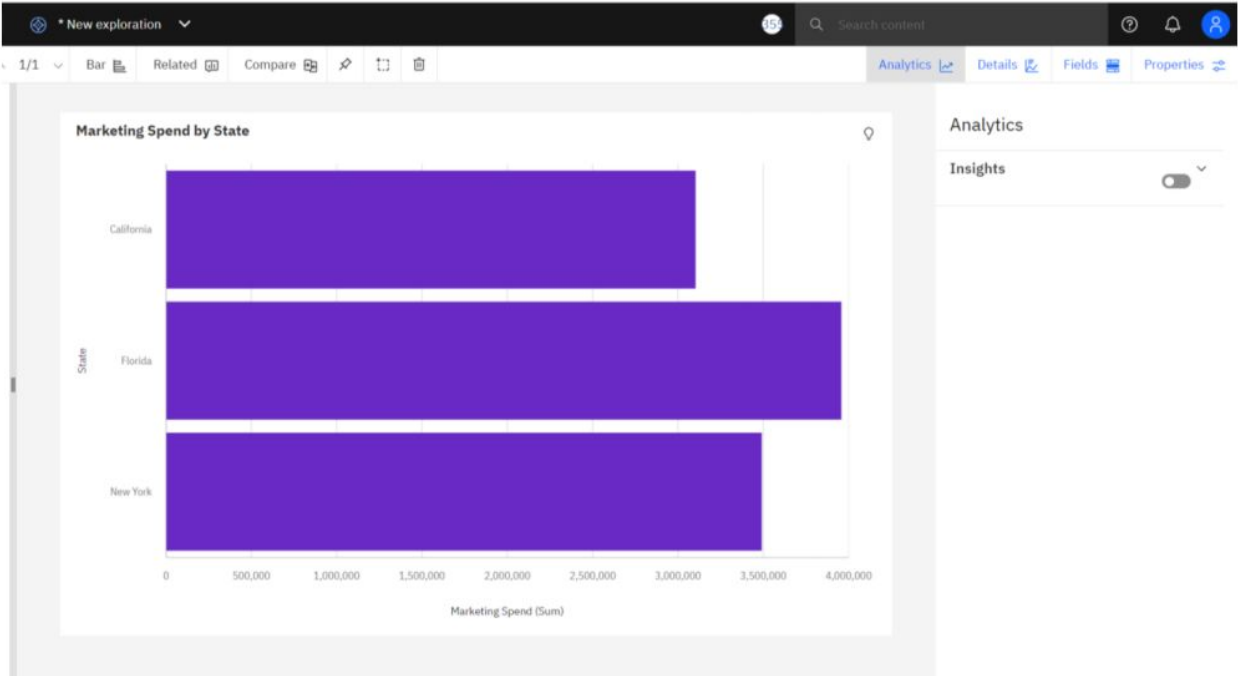 * New exploration
Search content
1/1 Bar Related Compare
Analytics Details Fields Properties
Marketing Spend by State
California
Florida
New York
State
0 500,000 1,000,000 1,500,000 2,000,000 2,500,000 3,000,000 3,500,000 4,000,000
Marketing Spend (Sum)
Analytics
Insights